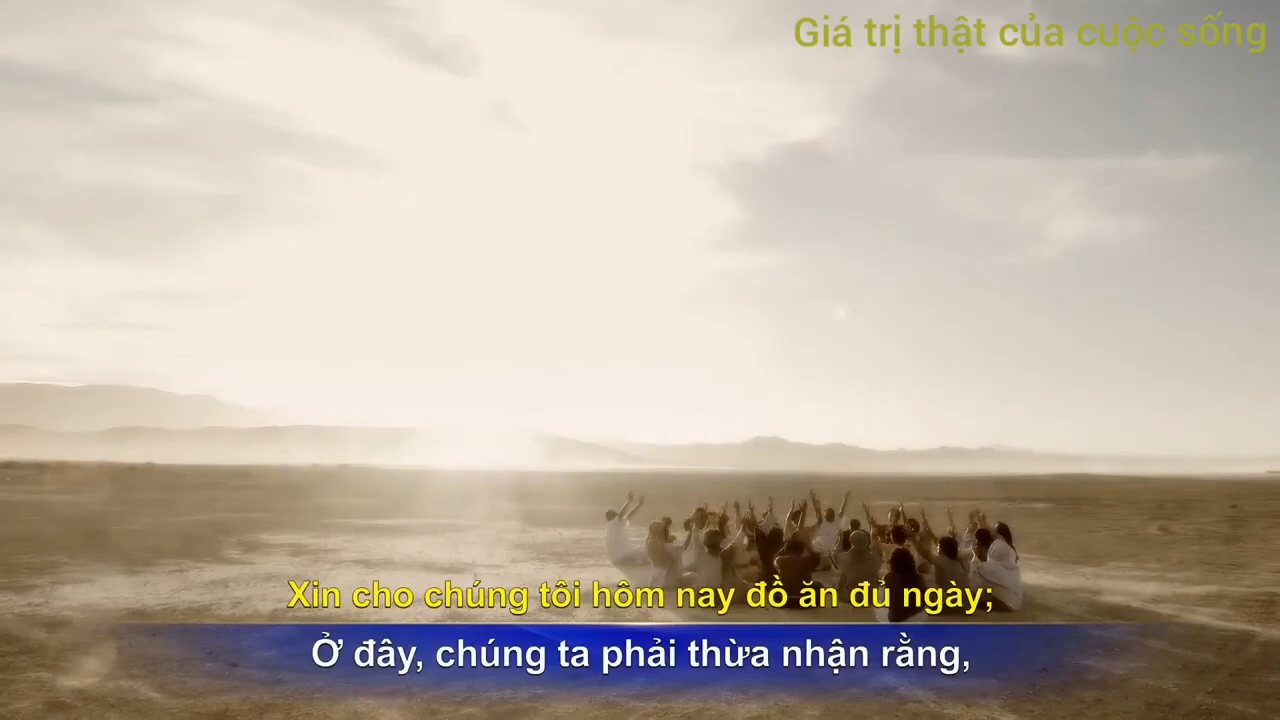 Giá trị thật của cuộc sống
Xin cho chúng tôi hôm nay đồ ăn đủ ngày;
Ở đây, chúng ta phải thừa nhận rằng,